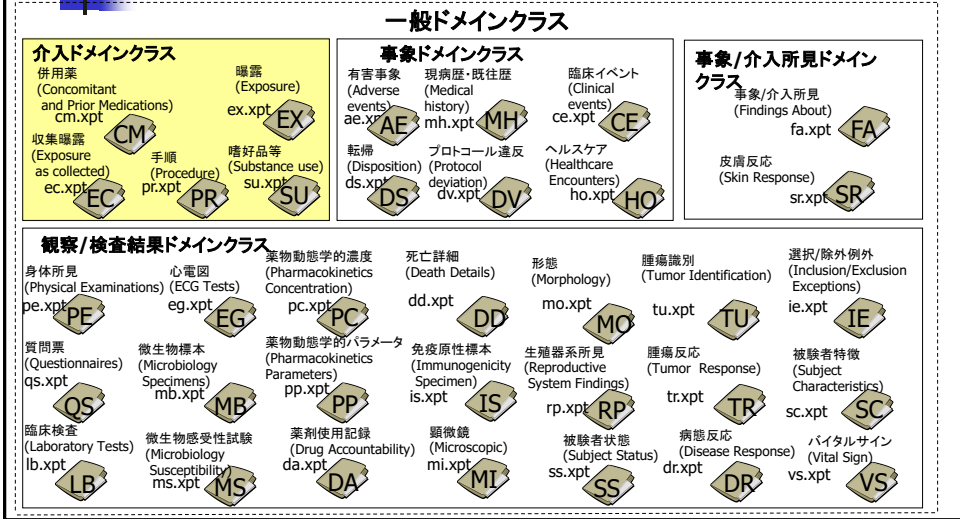 一般ドメインクラス
介入ドメインクラス
併用薬
(Concomitant
and Prior Medications)
cm.xpt
CM
曝露
(Exposure)
ex.xpt
EX
収集曝露
(Exposure
as collected)
ec.xpt
EC
手順
(Procedure)
pr.xpt
PR
嗜好品等
(Substance use)
su.xpt
SU
事象ドメインクラス
有害事象
(Adverse
events)
ae.xpt
AE
現病歴・既往歴
(Medical
history)
mh.xpt
MH
臨床イベント
(Clinical
events)
ce.xpt
CE
転帰
(Disposition)
ds.xpt
DS
プロトコール違反
(Protocol
deviation)
dv.xpt
DV
ヘルスケア
(Healthcare
Encounters)
ho.xpt
HO
事象/介入所見ドメイン
クラス
事象/介入所見
(Findings About)
fa.xpt
FA
皮膚反応
(Skin Response)
sr.xpt
SR
観察/検査結果ドメインクラス
身体所見
(Physical Examinations)
pe.xpt
PE
心電図
(ECG Tests)
eg.xpt
EG
薬物動態学的濃度
(Pharmacokinetics
Concentration)
pc.xpt
PC
死亡詳細
(Death Details)
dd.xpt
DD
形態
(Morphology)
mo.xpt
MO
腫瘍識別
(Tumor Identification)
tu.xpt
TU
選択/除外例外
(Inclusion/Exclusion
Exceptions)
ie.xpt
IE
質問票
(Questionnaires)
qs.xpt
QS
微生物標本
(Microbiology
Specimens)
mb.xpt
MB
薬物動態学的パラメータ
(Pharmacokinetics
Parameters)
pp.xpt
PP
免疫原性標本
(Immunogenicity
Specimen)
is.xpt
IS
生殖器系所見
(Reproductive
System Findings)
rp.xpt
RP
腫瘍反応
(Tumor Response)
tr.xpt
TR
被験者特徴
(Subject
Characteristics)
sc.xpt
SC
臨床検査
(Laboratory Tests)
lb.xpt
LB
微生物感受性試験
(Microbiology
Susceptibility)
ms.xpt
MS
薬剤使用記録
(Drug Accountability)
da.xpt
DA
顕微鏡
(Microscopic)
mi.xpt
MI
被験者状態
(Subject Status)
ss.xpt
SS
病態反応
(Disease Response)
dr.xpt
DR
バイタルサイン
(Vital Sign)
vs.xpt
VS